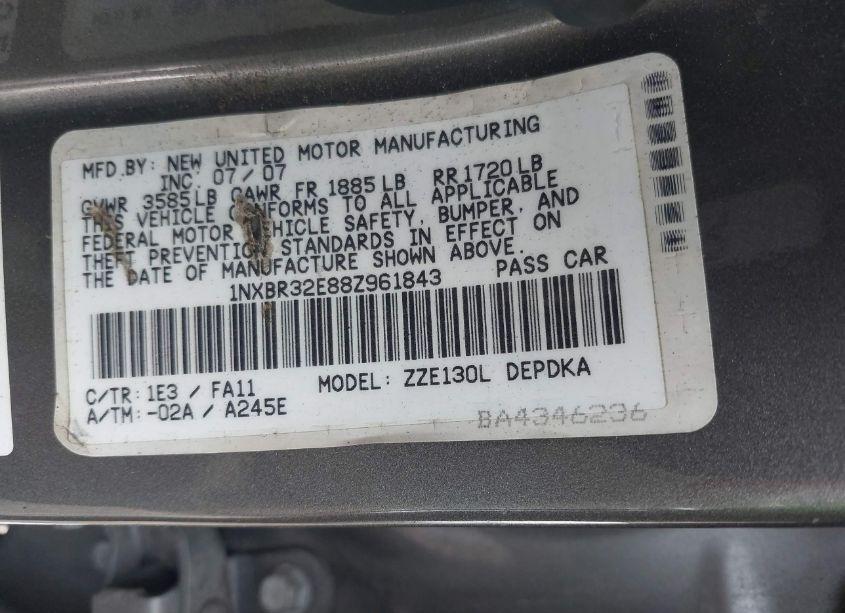 MFD.BY: NEW UNITED MOTOR MANUFACTURING
INC. 07/07
GVWR 3585LB GAWR FR 1885LB RR1720LB
THIS VEHICLE CONFORMS TO ALL APPLICABLE
FEDERAL MOTOR VEHICLE SAFETY, BUMPER, AND
THEFT PREVENTION STANDARDS IN EFFECT ON
THE DATE OF MANUFACTURE SHOWN ABOVE.
1NXBR32E88Z961843 PASS CAR
C/TR: 1E3 / FA11 MODEL: ZZE130L DEPDKA
A/TM:-02A / A245E
BA4346236